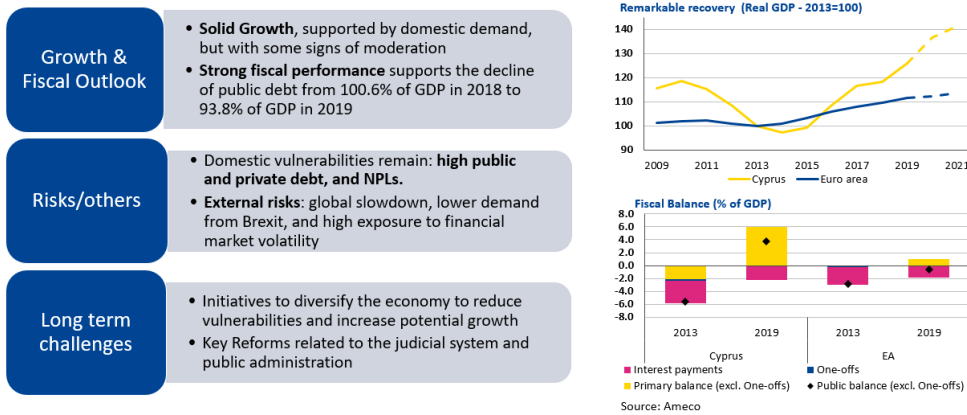 Growth &
Fiscal Outlook
• Solid Growth, supported by domestic demand,
but with some signs of moderation
• Strong fiscal performance supports the decline
of public debt from 100.6% of GDP in 2018 to
93.8% of GDP in 2019
Risks/others
• Domestic vulnerabilities remain: high public
and private debt, and NPLs.
• External risks: global slowdown, lower demand
from Brexit, and high exposure to financial
market volatility
Long term
challenges
• Initiatives to diversify the economy to reduce
vulnerabilities and increase potential growth
• Key Reforms related to the judicial system and
public administration
Remarkable recovery (Real GDP - 2013=100)
140
130
120
110
100
90
2009 2011 2013 2015 2017 2019 2021
Cyprus Euro area
Fiscal Balance (% of GDP)
8.0
6.0
4.0
2.0
0.0
-2.0
-4.0
-6.0
-8.0
2013 2019 2013 2019
Cyprus EA
Interest payments One-offs
Primary balance (excl. One-offs) Public balance (excl. One-offs)
Source: Ameco